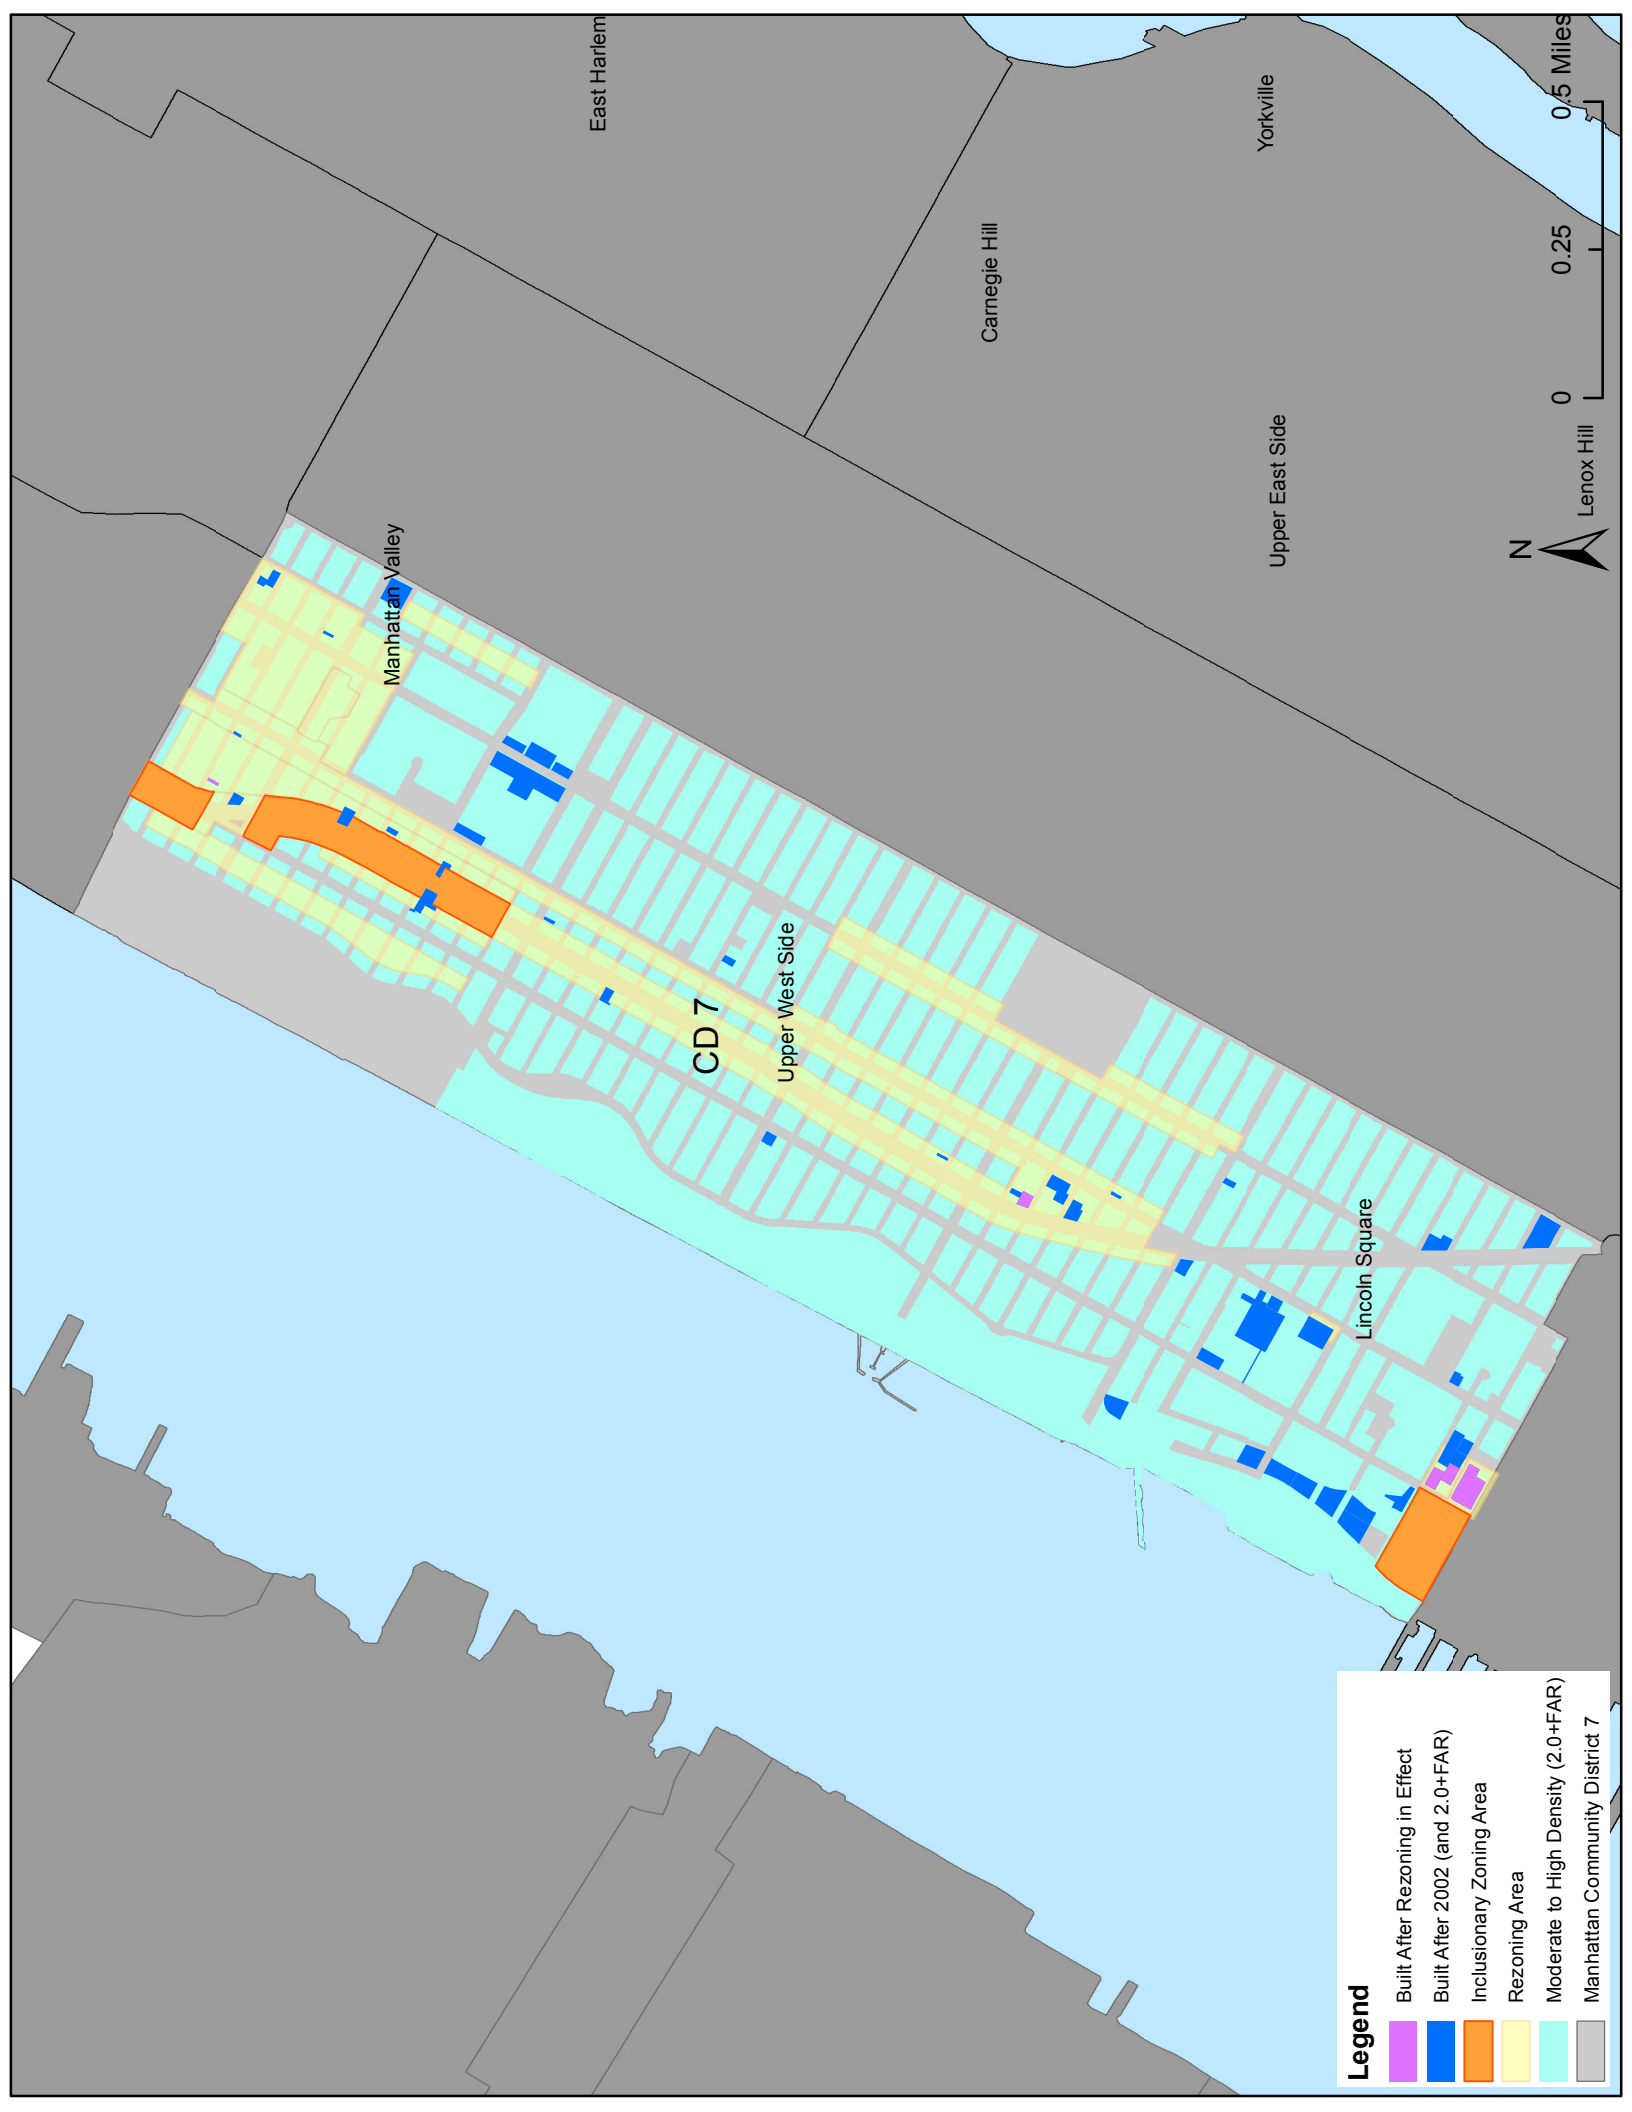 East Harlem
Yorkville
Carnegie Hill
Upper East Side
Lenox Hill
Manhattan Valley
CD 7
Upper West Side
Lincoln Square
N
0 0.25 0.5 Miles
Legend
Built After Rezoning in Effect
Built After 2002 (and 2.0+FAR)
Inclusionary Zoning Area
Rezoning Area
Moderate to High Density (2.0+FAR)
Manhattan Community District 7